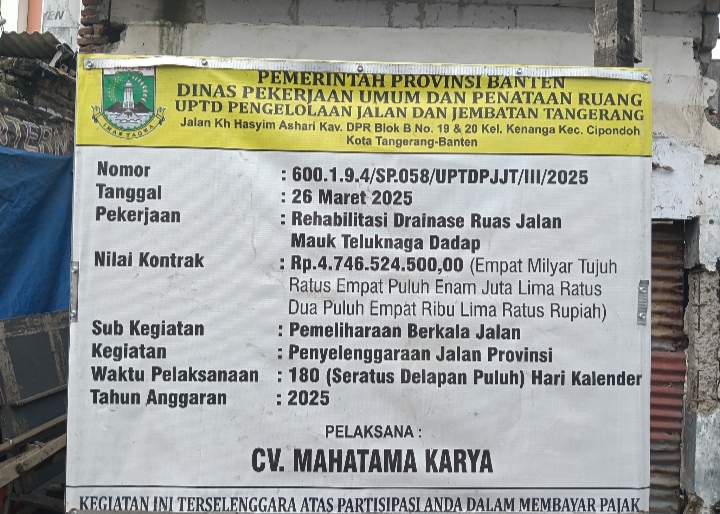 PEMERINTAH PROVINSI BANTEN
DINAS PEKERJAAN UMUM DAN PENATAAN RUANG
UPTD PENGELOLAAN JALAN DAN JEMBATAN TANGERANG
Jalan Kh Hasyim Ashari Kav. DPR Blok B No. 19 & 20 Kel. Kenanga Kec. Cipondoh
Kota Tangerang-Banten
Nomor : 600.1.9.4/SP.058/UPTDPJJT/III/2025
Tanggal : 26 Maret 2025
Pekerjaan : Rehabilitasi Drainase Ruas Jalan
Mauk Teluknaga Dadap
Nilai Kontrak : Rp.4.746.524.500,00 (Empat Milyar Tujuh
Ratus Empat Puluh Enam Juta Lima Ratus
Dua Puluh Empat Ribu Lima Ratus Rupiah)
Sub Kegiatan : Pemeliharaan Berkala Jalan
Kegiatan : Penyelenggaraan Jalan Provinsi
Waktu Pelaksanaan : 180 (Seratus Delapan Puluh) Hari Kalender
Tahun Anggaran : 2025
PELAKSANA :
CV. MAHATAMA KARYA
KEGIATAN INI TERSELENGGARA ATAS PARTISIPASI ANDA DALAM MEMBAYAR PAJAK